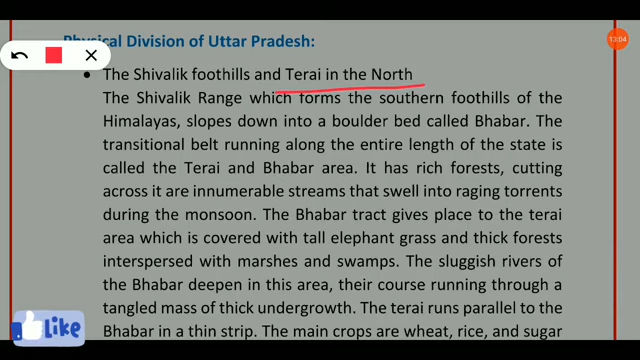 13:04
Physical Division of Uttar Pradesh:
• The Shivalik foothills and Terai in the North
The Shivalik Range which forms the southern foothills of the
Himalayas, slopes down into a boulder bed called Bhabar. The
transitional belt running along the entire length of the state is
called the Terai and Bhabar area. It has rich forests, cutting
across it are innumerable streams that swell into raging torrents
during the monsoon. The Bhabar tract gives place to the terai
area which is covered with tall elephant grass and thick forests
interspersed with marshes and swamps. The sluggish rivers of
the Bhabar deepen in this area, their course running through a
tangled mass of thick undergrowth. The terai runs parallel to the
Bhabar in a thin strip. The main crops are wheat, rice, and sugar
Like